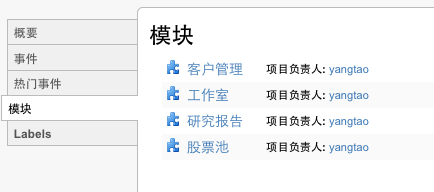 概要
事件
热门事件
模块
Labels
模块
客户管理 项目负责人: yangtao
工作室 项目负责人: yangtao
研究报告 项目负责人: yangtao
股票池 项目负责人: yangtao